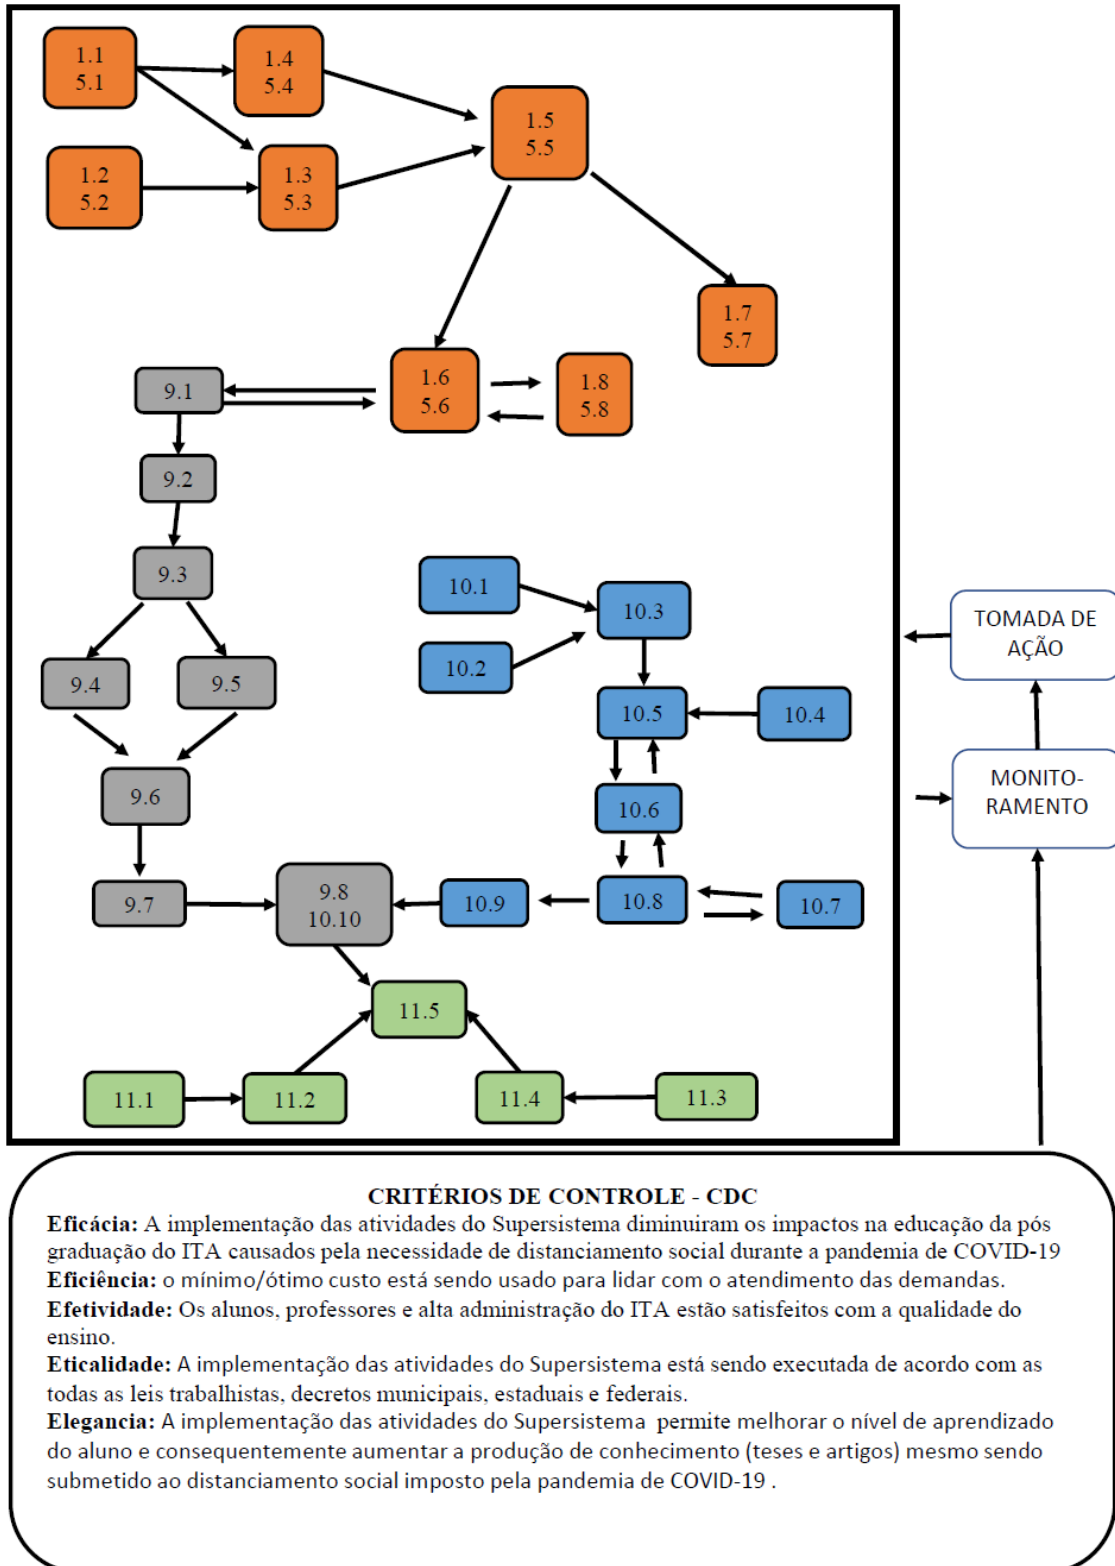 1.1
5.1
1.4
5.4
1.5
5.5
1.2
5.2
1.3
5.3
1.7
5.7
1.6
5.6
1.8
5.8
9.1
9.2
9.3
9.4
9.5
9.6
9.7
9.8
10.10
10.1
10.2
10.3
10.5
10.4
10.6
10.8
10.7
10.9
11.5
11.1
11.2
11.4
11.3
TOMADA DE
AÇÃO
MONITO-
RAMENTO
CRITÉRIOS DE CONTROLE - CDC
Eficácia: A implementação das atividades do Supersistema diminuiram os impactos na educação da pós
graduação do ITA causados pela necessidade de distanciamento social durante a pandemia de COVID-19
Eficiência: o mínimo/ótimo custo está sendo usado para lidar com o atendimento das demandas.
Efetividade: Os alunos, professores e alta administração do ITA estão satisfeitos com a qualidade do
ensino.
Eticalidade: A implementação das atividades do Supersistema está sendo executada de acordo com as
todas as leis trabalhistas, decretos municipais, estaduais e federais.
Elegancia: A implementação das atividades do Supersistema permite melhorar o nível de aprendizado
do aluno e consequentemente aumentar a produção de conhecimento (teses e artigos) mesmo sendo
submetido ao distanciamento social imposto pela pandemia de COVID-19 .